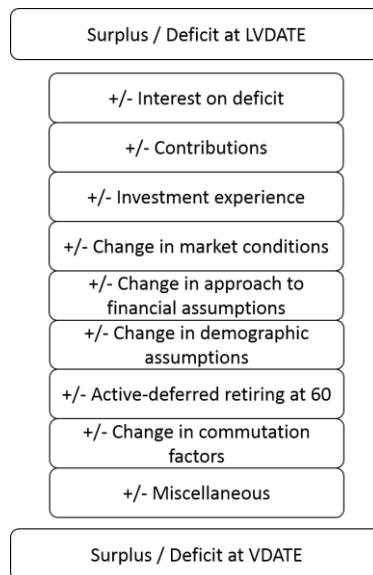 Surplus / Deficit at LVDATE
+/- Interest on deficit
+/- Contributions
+/- Investment experience
+/- Change in market conditions
+/- Change in approach to
financial assumptions
+/- Change in demographic
assumptions
+/- Active-deferred retiring at 60
+/- Change in commutation
factors
+/- Miscellaneous
Surplus / Deficit at VDATE